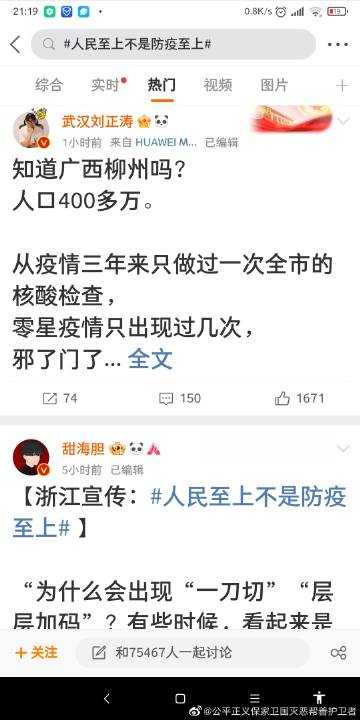 21:19
0.8K/s
19
#人民至上不是防疫至上#
综合 实时 热门 视频 图片
武汉刘正涛
1小时前 来自 HUAWEI M... 已编辑
知道广西柳州吗?
人口400多万。
从疫情三年来只做过一次全市的
核酸检查,
零星疫情只出现过几次,
邪了门了... 全文
74 150 1671
甜海胆
5小时前 已编辑
【浙江宣传:#人民至上不是防疫
至上# 】
“为什么会出现“一刀切”“层
层加码”?有些时候,看起来是
+关注 和75467人一起讨论
@公平正义保家卫国灭恶帮善护卫者